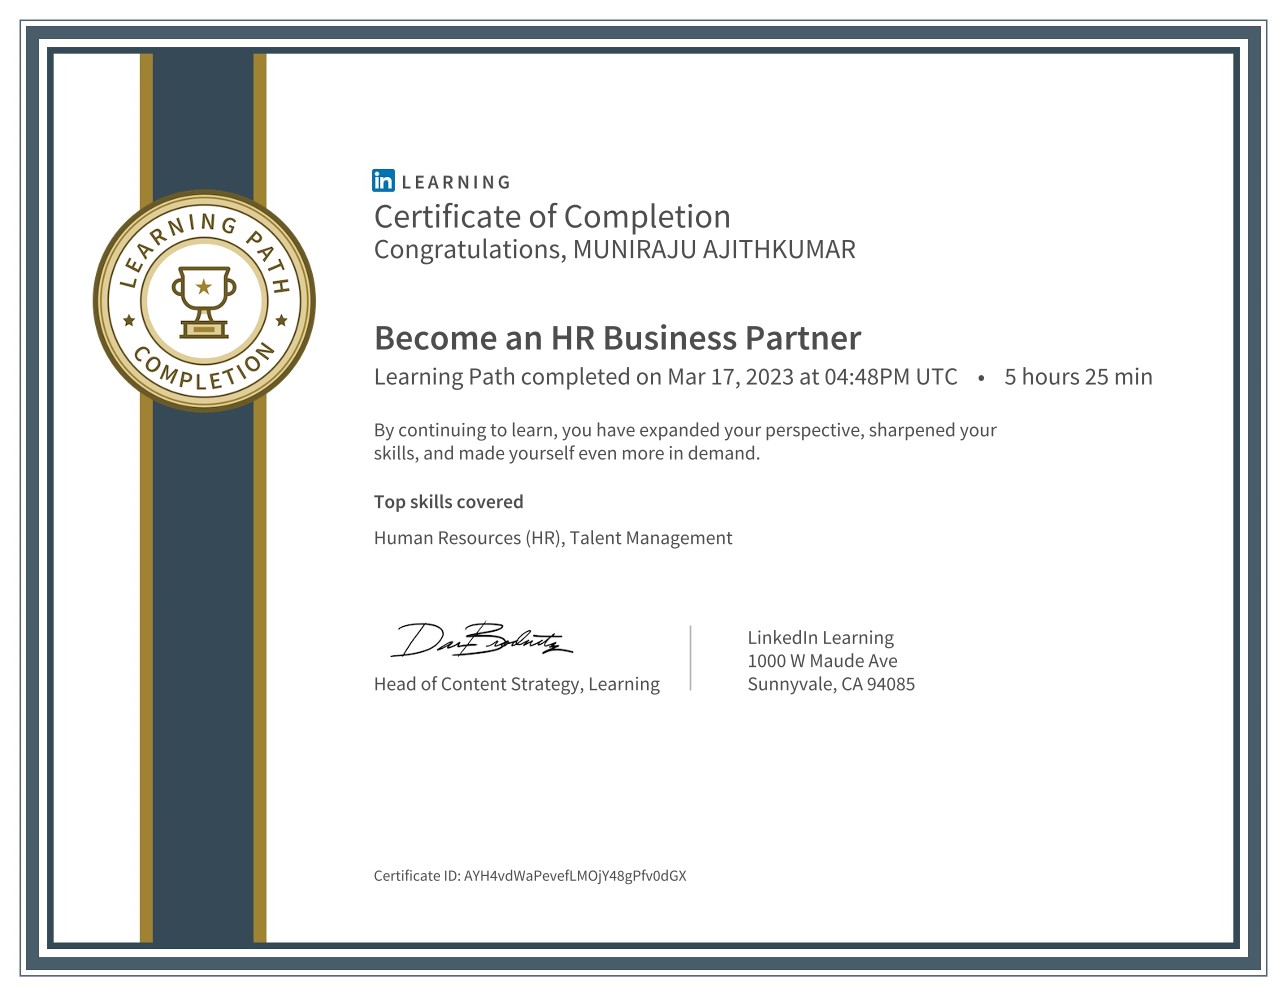 LEARNING PATH
COMPLETION
in LEARNING
Certificate of Completion
Congratulations, MUNIRAJU AJITHKUMAR
Become an HR Business Partner
Learning Path completed on Mar 17, 2023 at 04:48PM UTC • 5 hours 25 min
By continuing to learn, you have expanded your perspective, sharpened your
skills, and made yourself even more in demand.
Top skills covered
Human Resources (HR), Talent Management
Head of Content Strategy, Learning
LinkedIn Learning
1000 W Maude Ave
Sunnyvale, CA 94085
Certificate ID: AYH4vdWaPevefLMOjY48gPfv0dGX